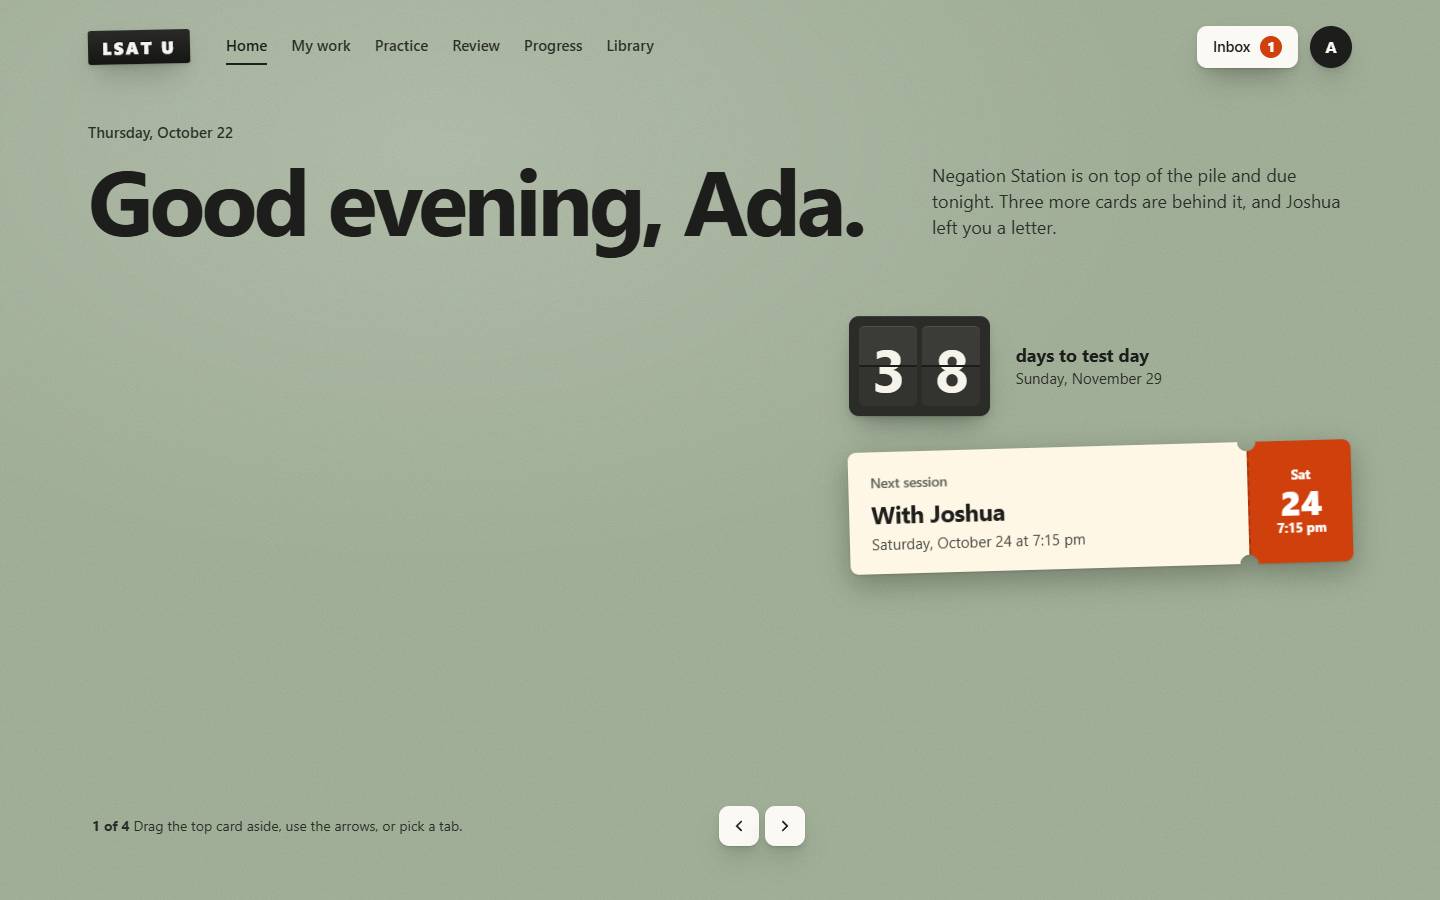 LSAT U
Home
My work
Practice
Review
Progress
Library
Inbox 1
A
Thursday, October 22
Good evening, Ada.
Negation Station is on top of the pile and due
tonight. Three more cards are behind it, and Joshua
left you a letter.
38
days to test day
Sunday, November 29
Next session
With Joshua
Saturday, October 24 at 7:15 pm
Sat
24
7:15 pm
1 of 4 Drag the top card aside, use the arrows, or pick a tab.